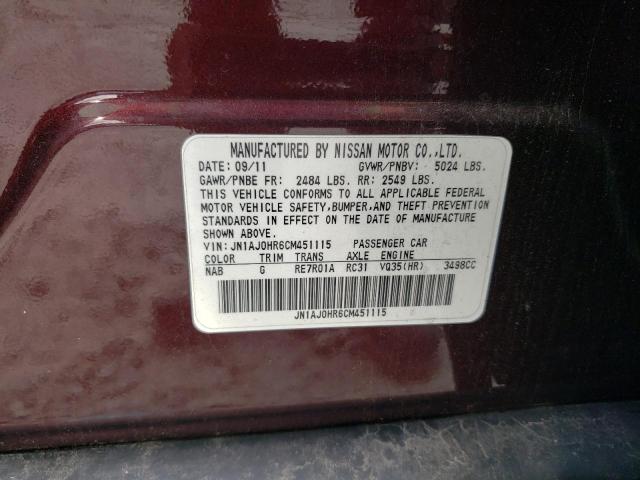 MANUFACTURED BY NISSAN MOTOR CO.,LTD.
DATE: 09/11 GVWR/PNBV: 5024 LBS.
GAWR/PNBE FR: 2484 LBS. RR: 2549 LBS.
THIS VEHICLE CONFORMS TO ALL APPLICABLE FEDERAL
MOTOR VEHICLE SAFETY,BUMPER,AND THEFT PREVENTION
STANDARDS IN EFFECT ON THE DATE OF MANUFACTURE
SHOWN ABOVE.
VIN: JN1AJ0HR6CM451115 PASSENGER CAR
COLOR TRIM TRANS AXLE ENGINE
NAB G RE7R01A RC31 VQ35(HR) 3498CC
JN1AJ0HR6CM451115